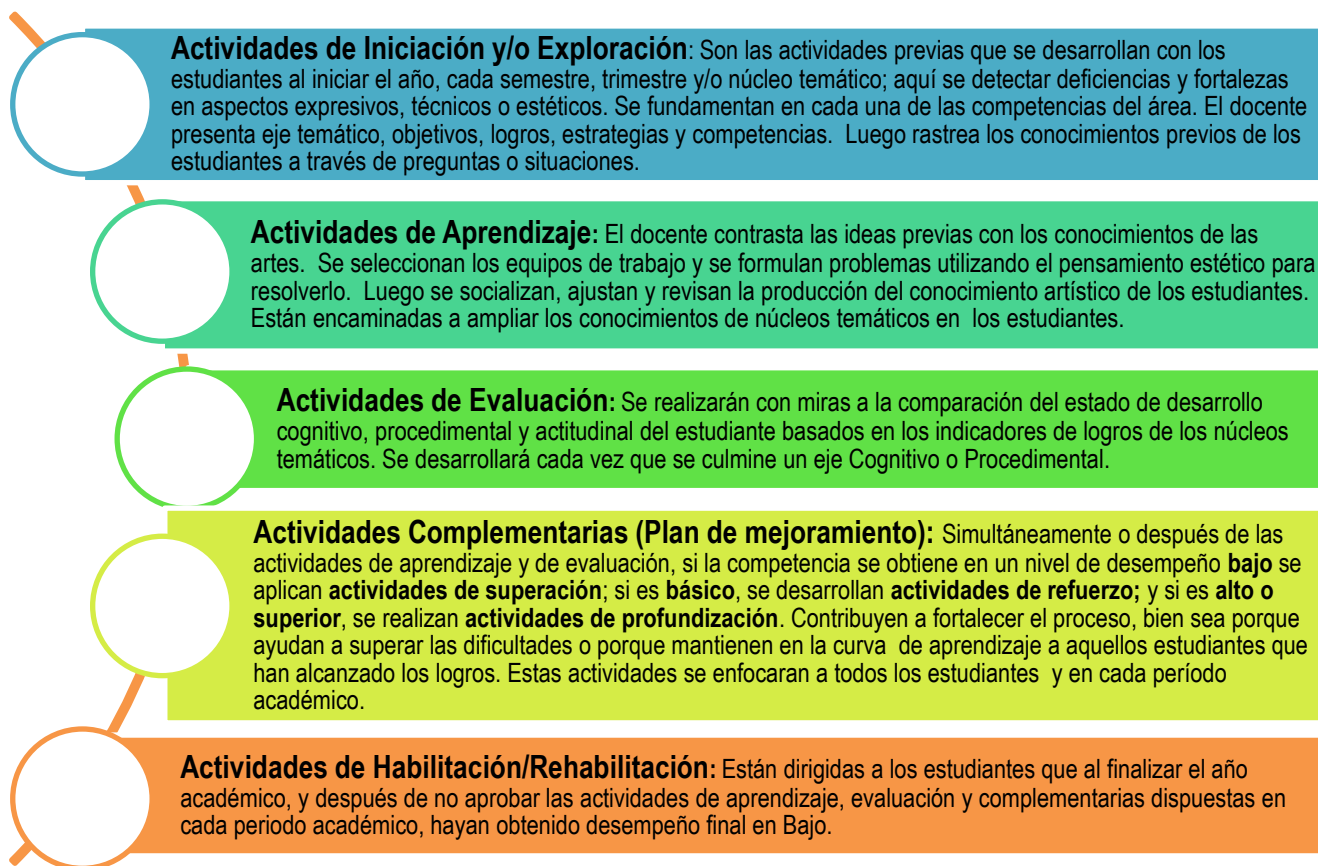 Actividades de Iniciación y/o Exploración: Son las actividades previas que se desarrollan con los
estudiantes al iniciar el año, cada semestre, trimestre y/o núcleo temático; aquí se detectar deficiencias y fortalezas
en aspectos expresivos, técnicos o estéticos. Se fundamentan en cada una de las competencias del área. El docente
presenta eje temático, objetivos, logros, estrategias y competencias. Luego rastrea los conocimientos previos de los
estudiantes a través de preguntas o situaciones.
Actividades de Aprendizaje: El docente contrasta las ideas previas con los conocimientos de las
artes. Se seleccionan los equipos de trabajo y se formulan problemas utilizando el pensamiento estético para
resolverlo. Luego se socializan, ajustan y revisan la producción del conocimiento artístico de los estudiantes.
Están encaminadas a ampliar los conocimientos de núcleos temáticos en los estudiantes.
Actividades de Evaluación: Se realizarán con miras a la comparación del estado de desarrollo
cognitivo, procedimental y actitudinal del estudiante basados en los indicadores de logros de los núcleos
temáticos. Se desarrollará cada vez que se culmine un eje Cognitivo o Procedimental.
Actividades Complementarias (Plan de mejoramiento): Simultáneamente o después de las
actividades de aprendizaje y de evaluación, si la competencia se obtiene en un nivel de desempeño bajo se
aplican actividades de superación; si es básico, se desarrollan actividades de refuerzo; y si es alto o
superior, se realizan actividades de profundización. Contribuyen a fortalecer el proceso, bien sea porque
ayudan a superar las dificultades o porque mantienen en la curva de aprendizaje a aquellos estudiantes que
han alcanzado los logros. Estas actividades se enfocaran a todos los estudiantes y en cada período
académico.
Actividades de Habilitación/Rehabilitación: Están dirigidas a los estudiantes que al finalizar el año
académico, y después de no aprobar las actividades de aprendizaje, evaluación y complementarias dispuestas en
cada periodo académico, hayan obtenido desempeño final en Bajo.